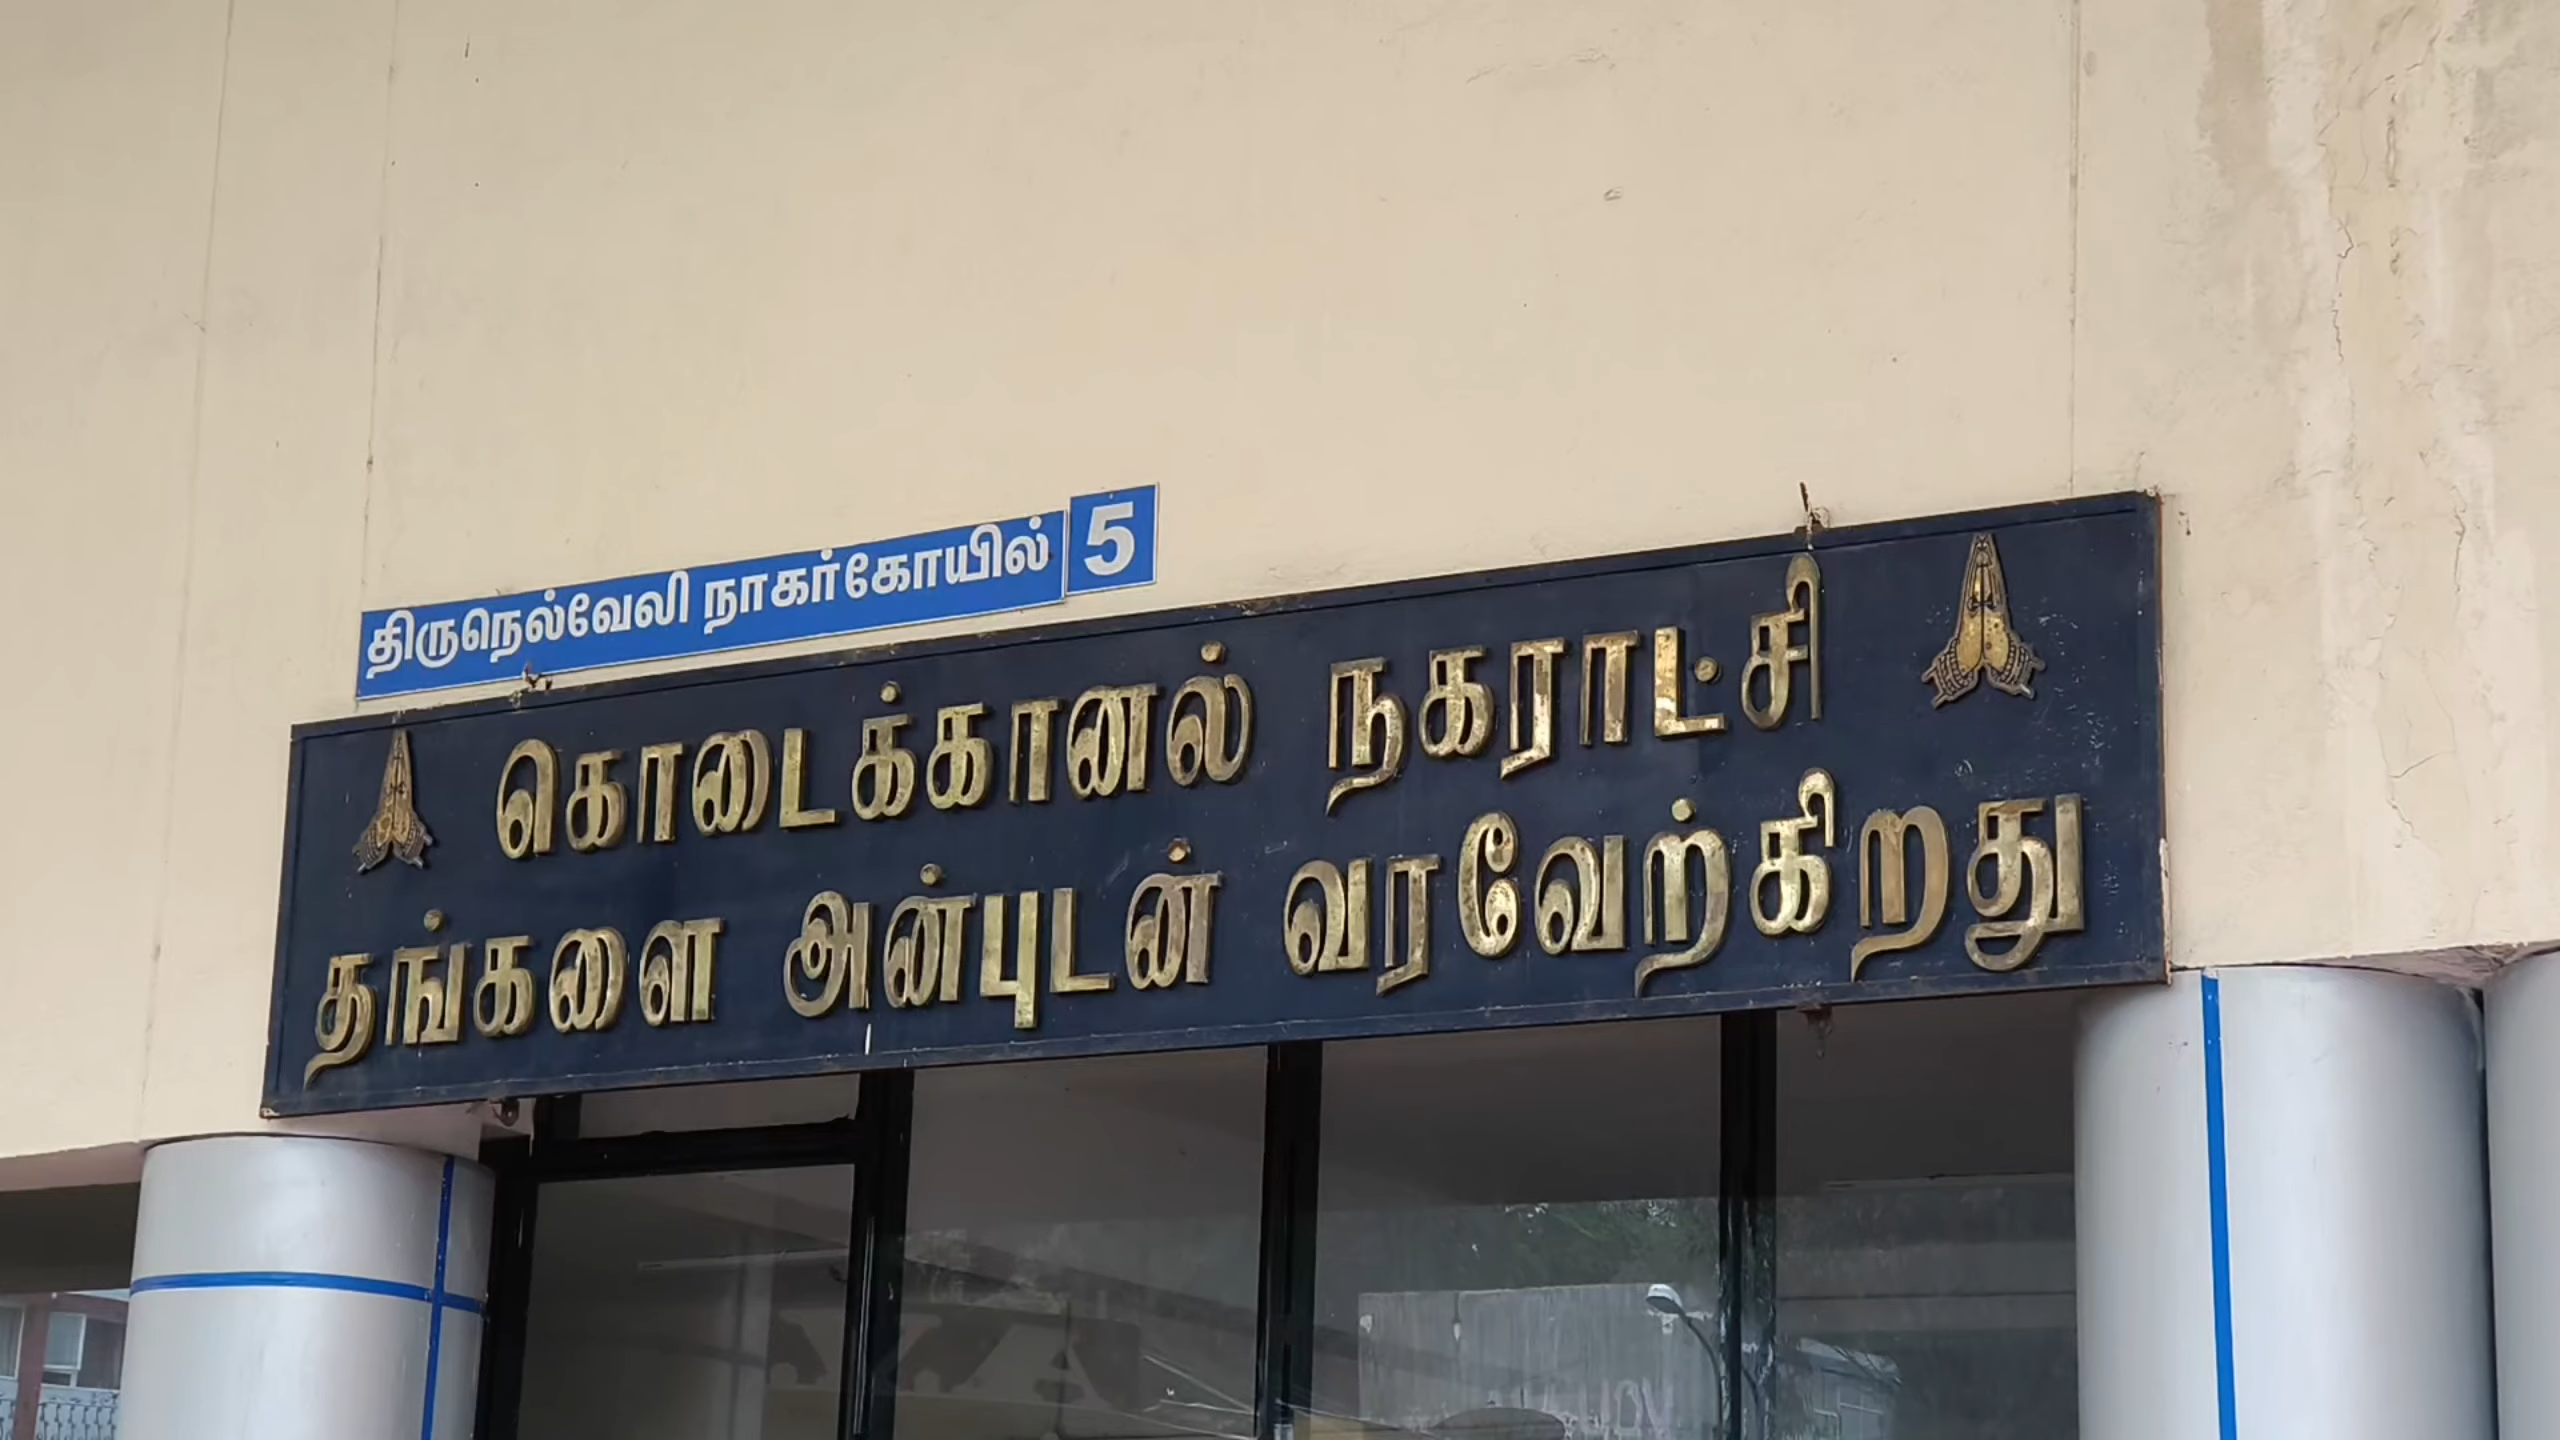 திருநெல்வேலி நாகர்கோயில் 5
கொடைக்கானல் நகராட்சி
தங்களை அன்புடன் வரவேற்கிறது